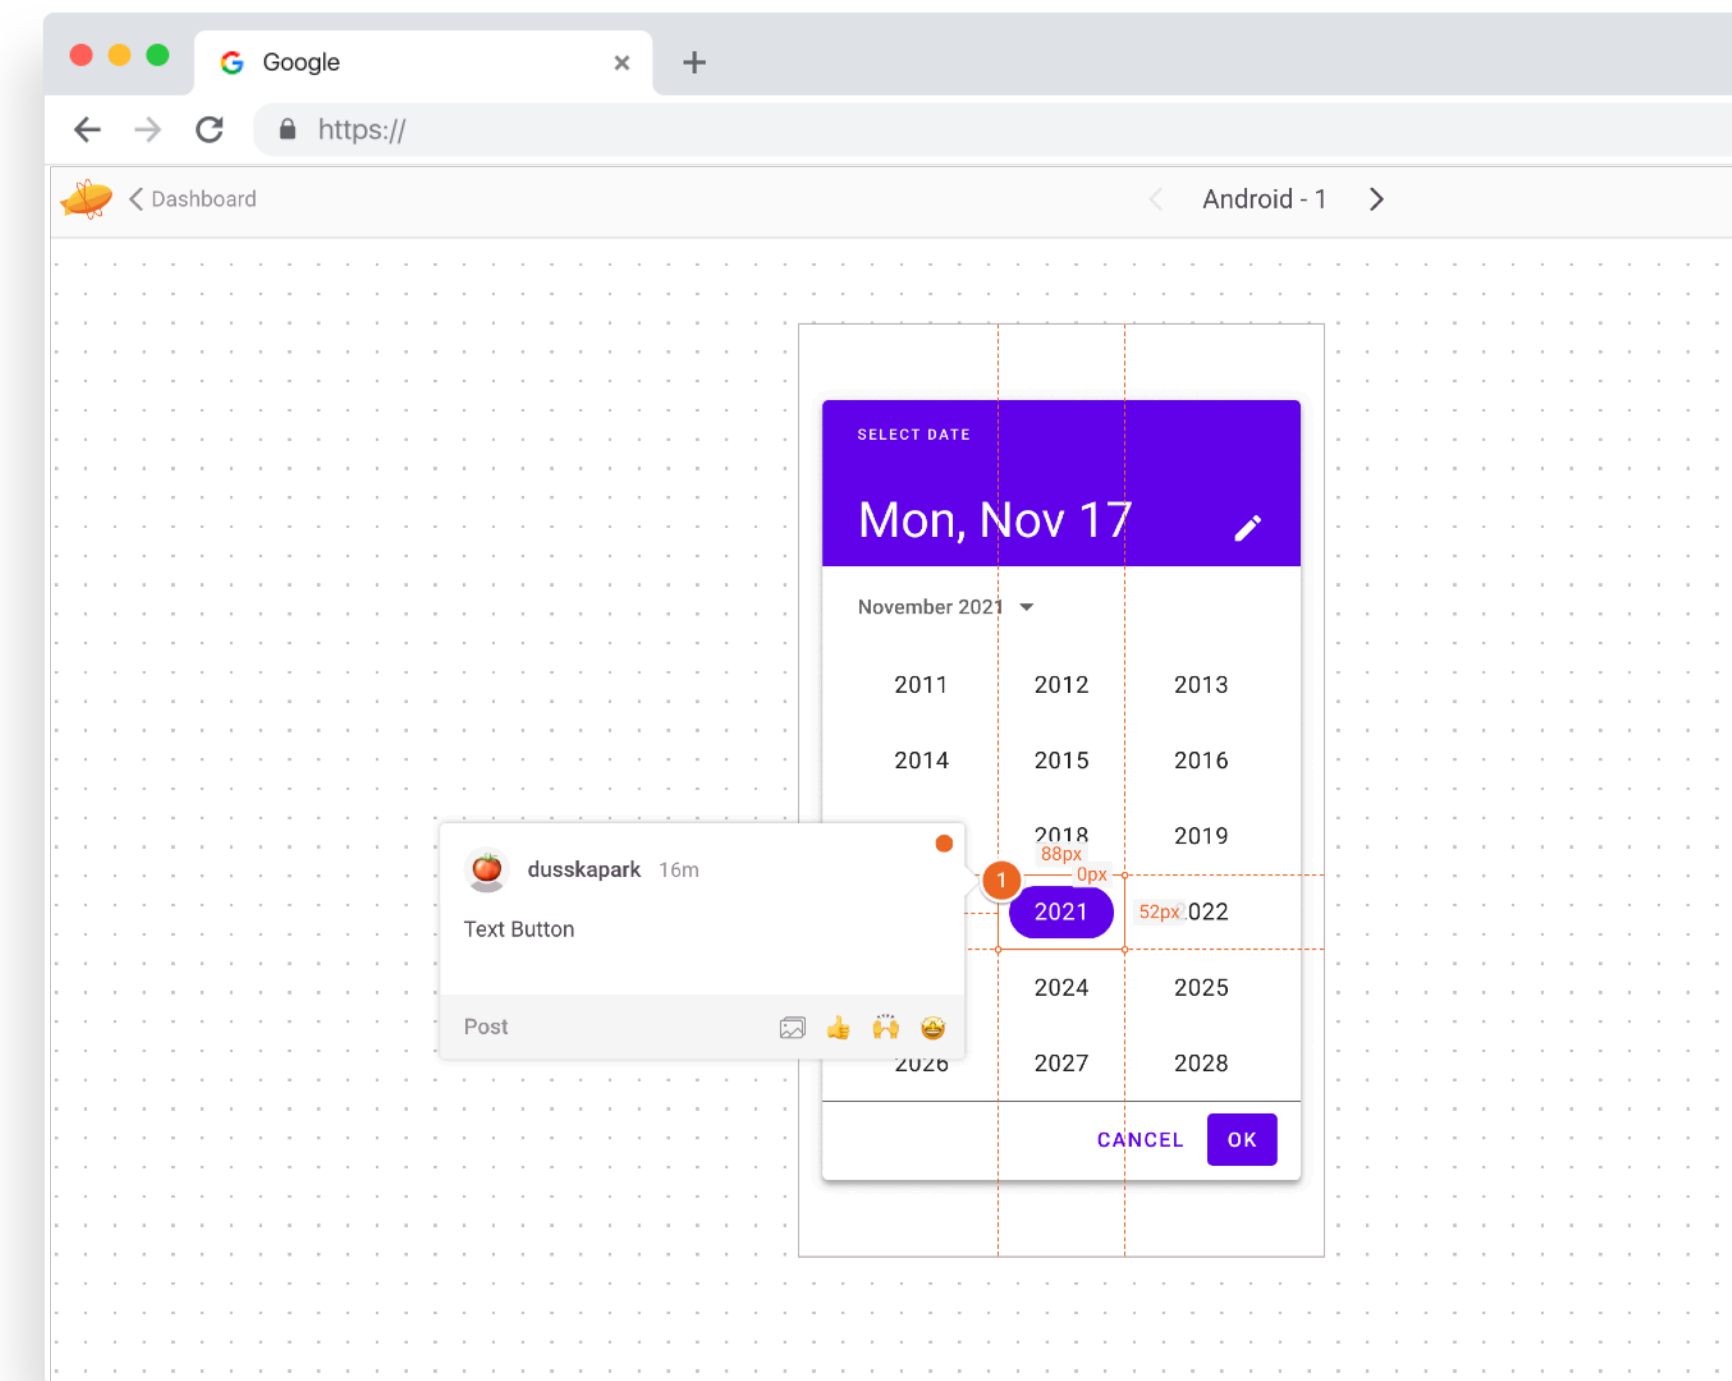 Google
https://
Dashboard
Android - 1
SELECT DATE
Mon, Nov 17
November 2021
2011 2012 2013
2014 2015 2016
2018 2019
88px
0px
1
2021 52px 022
dusskapark 16m
Text Button
Post
2024 2025
2026 2027 2028
CANCEL OK